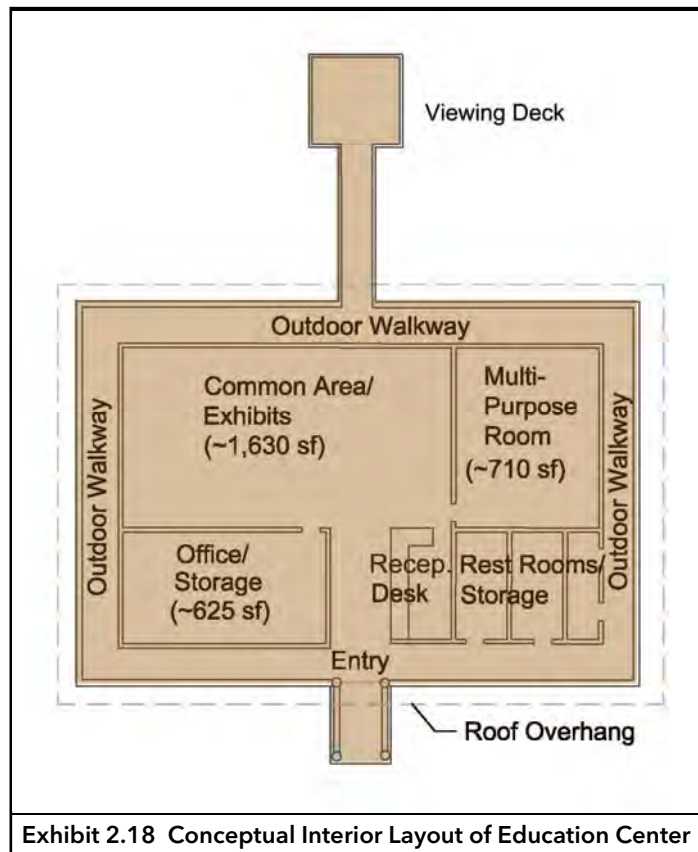 Viewing Deck
Outdoor Walkway
Common Area/
Exhibits
(~1,630 sf)
Multi-
Purpose
Room
(~710 sf)
Outdoor Walkway
Outdoor Walkway
Office/
Storage
(~625 sf)
Recep.
Desk
Rest Rooms/
Storage
Entry
Roof Overhang
Exhibit 2.18 Conceptual Interior Layout of Education Center